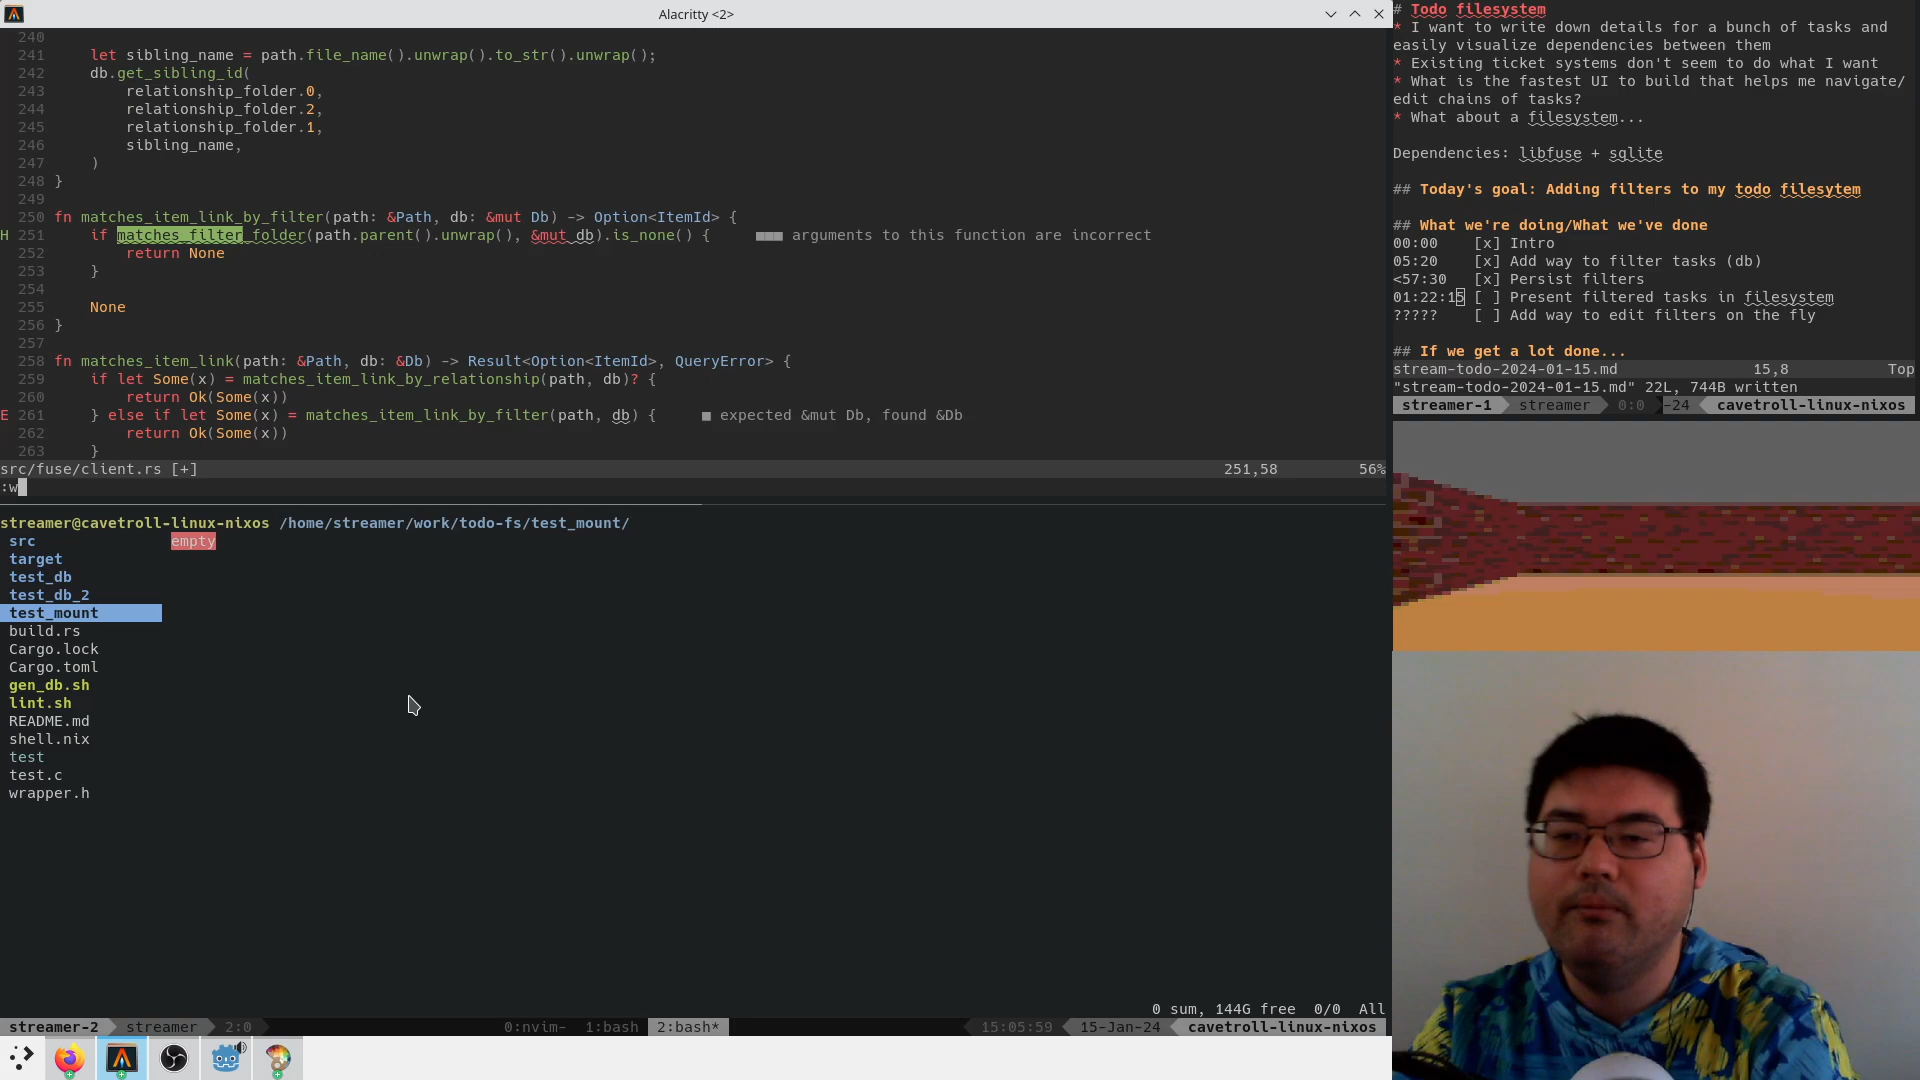 Alacritty <2>
240
241     let sibling_name = path.file_name().unwrap().to_str().unwrap();
242     db.get_sibling_id(
243         relationship_folder.0,
244         relationship_folder.2,
245         relationship_folder.1,
246         sibling_name,
247     )
248 }
249
250 fn matches_item_link_by_filter(path: &Path, db: &mut Db) -> Option<ItemId> {
H 251     if matches_filter_folder(path.parent().unwrap(), &mut db).is_none() {     ■■■ arguments to this function are incorrect
252         return None
253     }
254
255     None
256 }
257
258 fn matches_item_link(path: &Path, db: &Db) -> Result<Option<ItemId>, QueryError> {
259     if let Some(x) = matches_item_link_by_relationship(path, db)? {
260         return Ok(Some(x))
E 261     } else if let Some(x) = matches_item_link_by_filter(path, db) {     ■ expected &mut Db, found &Db
262         return Ok(Some(x))
263     }
src/fuse/client.rs [+]     251,58     56%
:w
streamer@cavetroll-linux-nixos /home/streamer/work/todo-fs/test_mount/
src     empty
target
test_db
test_db_2
test_mount
build.rs
Cargo.lock
Cargo.toml
gen_db.sh
lint.sh
README.md
shell.nix
test
test.c
wrapper.h
0 sum, 144G free  0/0  All
streamer-2  streamer  2:0  0:nvim-  1:bash  2:bash*  15:05:59  15-Jan-24  cavetroll-linux-nixos
# Todo filesystem
* I want to write down details for a bunch of tasks and
easily visualize dependencies between them
* Existing ticket systems don't seem to do what I want
* What is the fastest UI to build that helps me navigate/
edit chains of tasks?
* What about a filesystem...
Dependencies: libfuse + sqlite
## Today's goal: Adding filters to my todo filesytem
## What we're doing/What we've done
00:00    [x] Intro
05:20    [x] Add way to filter tasks (db)
<57:30   [x] Persist filters
01:22:15 [ ] Present filtered tasks in filesystem
?????    [ ] Add way to edit filters on the fly
## If we get a lot done...
stream-todo-2024-01-15.md     15,8     Top
"stream-todo-2024-01-15.md" 22L, 744B written
streamer-1  streamer  0:0  -24  cavetroll-linux-nixos